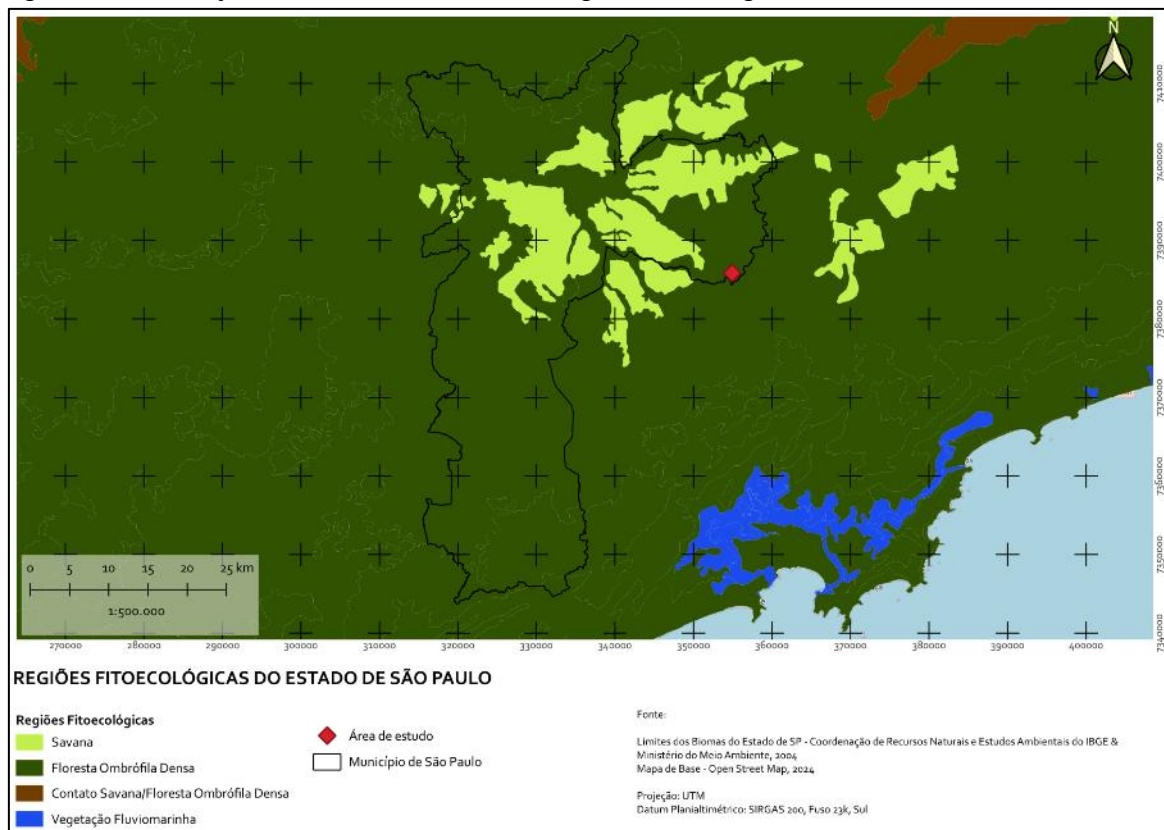 N
7410000
7400000
7390000
7380000
7370000
7360000
7350000
7340000
0 5 10 15 20 25 km
1:500.000
270000 280000 290000 300000 310000 320000 330000 340000 350000 360000 370000 380000 390000 400000
REGIÕES FITOECOLÓGICAS DO ESTADO DE SÃO PAULO
Regiões Fitoecológicas
Savana
Floresta Ombrófila Densa
Contato Savana/Floresta Ombrófila Densa
Vegetação Fluviomarinha
Área de estudo
Município de São Paulo
Fonte:
Limites dos Biomas do Estado de SP - Coordenação de Recursos Naturais e Estudos Ambientais do IBGE &
Ministério do Meio Ambiente, 2004
Mapa de Base - Open Street Map, 2024
Projeção: UTM
Datum Planialtimétrico: SIRGAS 200, Fuso 23k, Sul